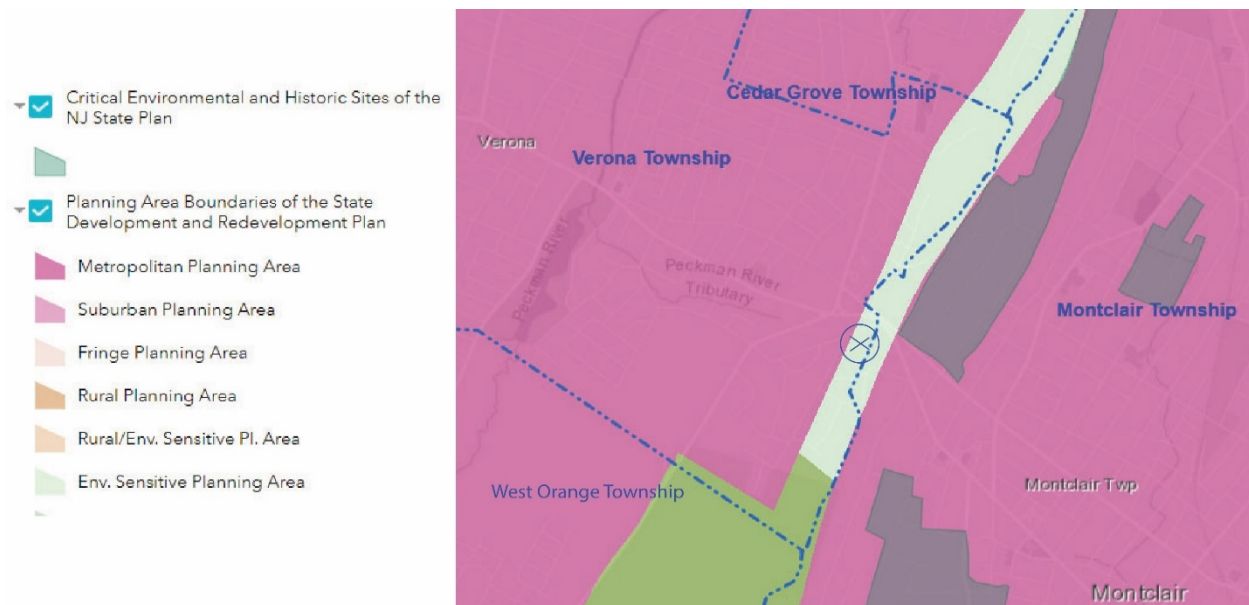 Critical Environmental and Historic Sites of the
NJ State Plan
Planning Area Boundaries of the State
Development and Redevelopment Plan
Metropolitan Planning Area
Suburban Planning Area
Fringe Planning Area
Rural Planning Area
Rural/Env. Sensitive Pl. Area
Env. Sensitive Planning Area
Cedar Grove Township
Verona
Verona Township
Peckman River
Peckman River
Tributary
Montclair Township
West Orange Township
Montclair Twp
Montclair